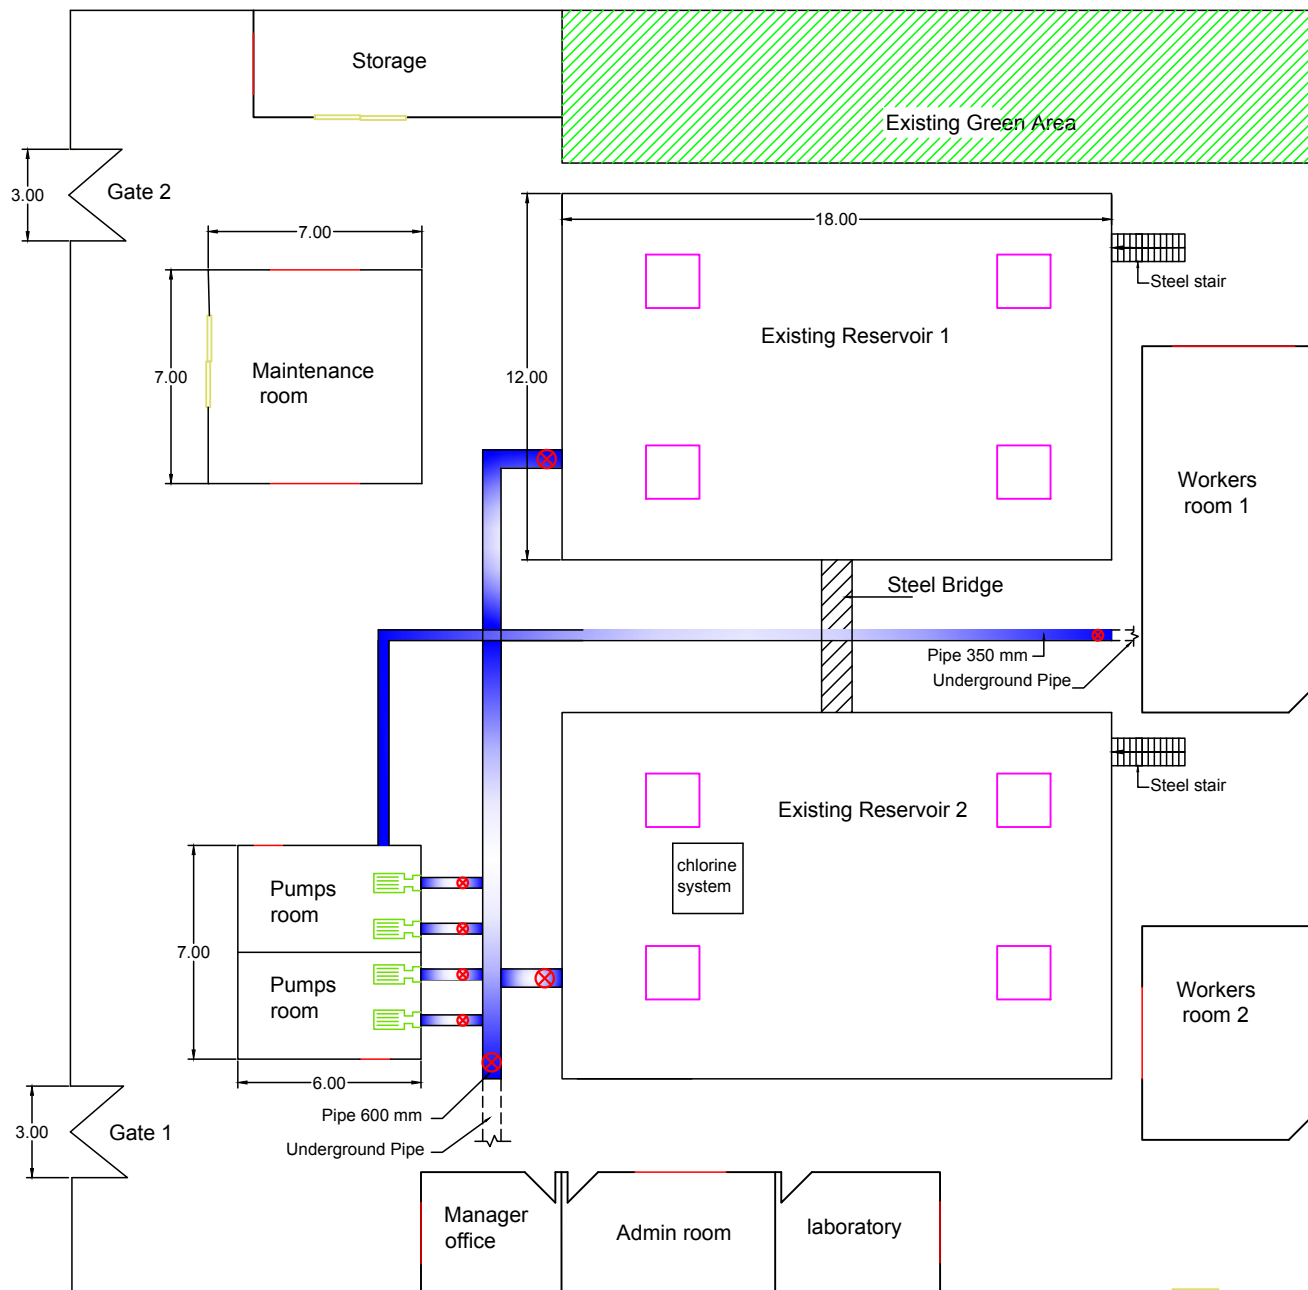 Storage
Existing Green Area
3.00
Gate 2
7.00
18.00
Steel stair
Existing Reservoir 1
7.00
Maintenance
room
12.00
Workers
room 1
Steel Bridge
Pipe 350 mm
Underground Pipe
Steel stair
Existing Reservoir 2
chlorine
system
Pumps
room
7.00
Pumps
room
Workers
room 2
6.00
Pipe 600 mm
3.00
Gate 1
Underground Pipe
Manager
office
Admin room
laboratory